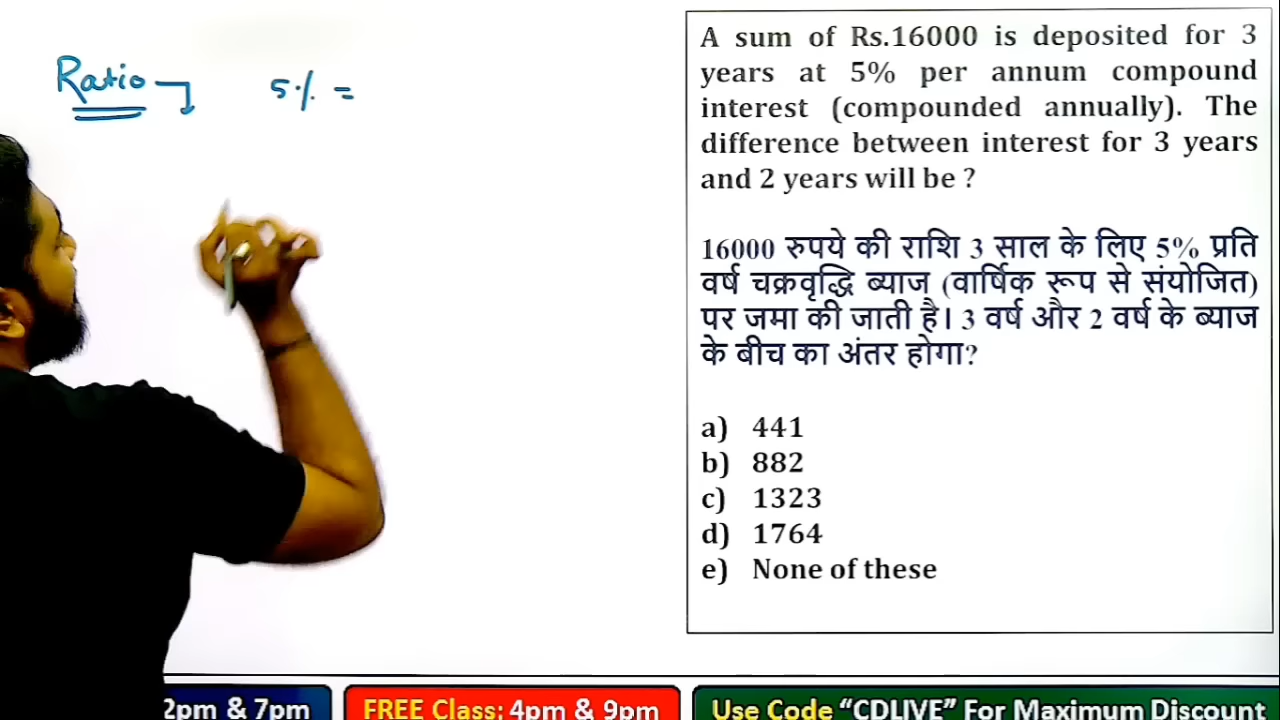 Ratio 5% =
A sum of Rs.16000 is deposited for 3
years at 5% per annum compound
interest (compounded annually). The
difference between interest for 3 years
and 2 years will be ?
16000 रुपये की राशि 3 साल के लिए 5% प्रति
वर्ष चक्रवृद्धि ब्याज (वार्षिक रूप से संयोजित)
पर जमा की जाती है। 3 वर्ष और 2 वर्ष के ब्याज
के बीच का अंतर होगा?
a) 441
b) 882
c) 1323
d) 1764
e) None of these
2pm & 7pm
FREE Class: 4pm & 9pm
Use Code “CDLIVE” For Maximum Discount